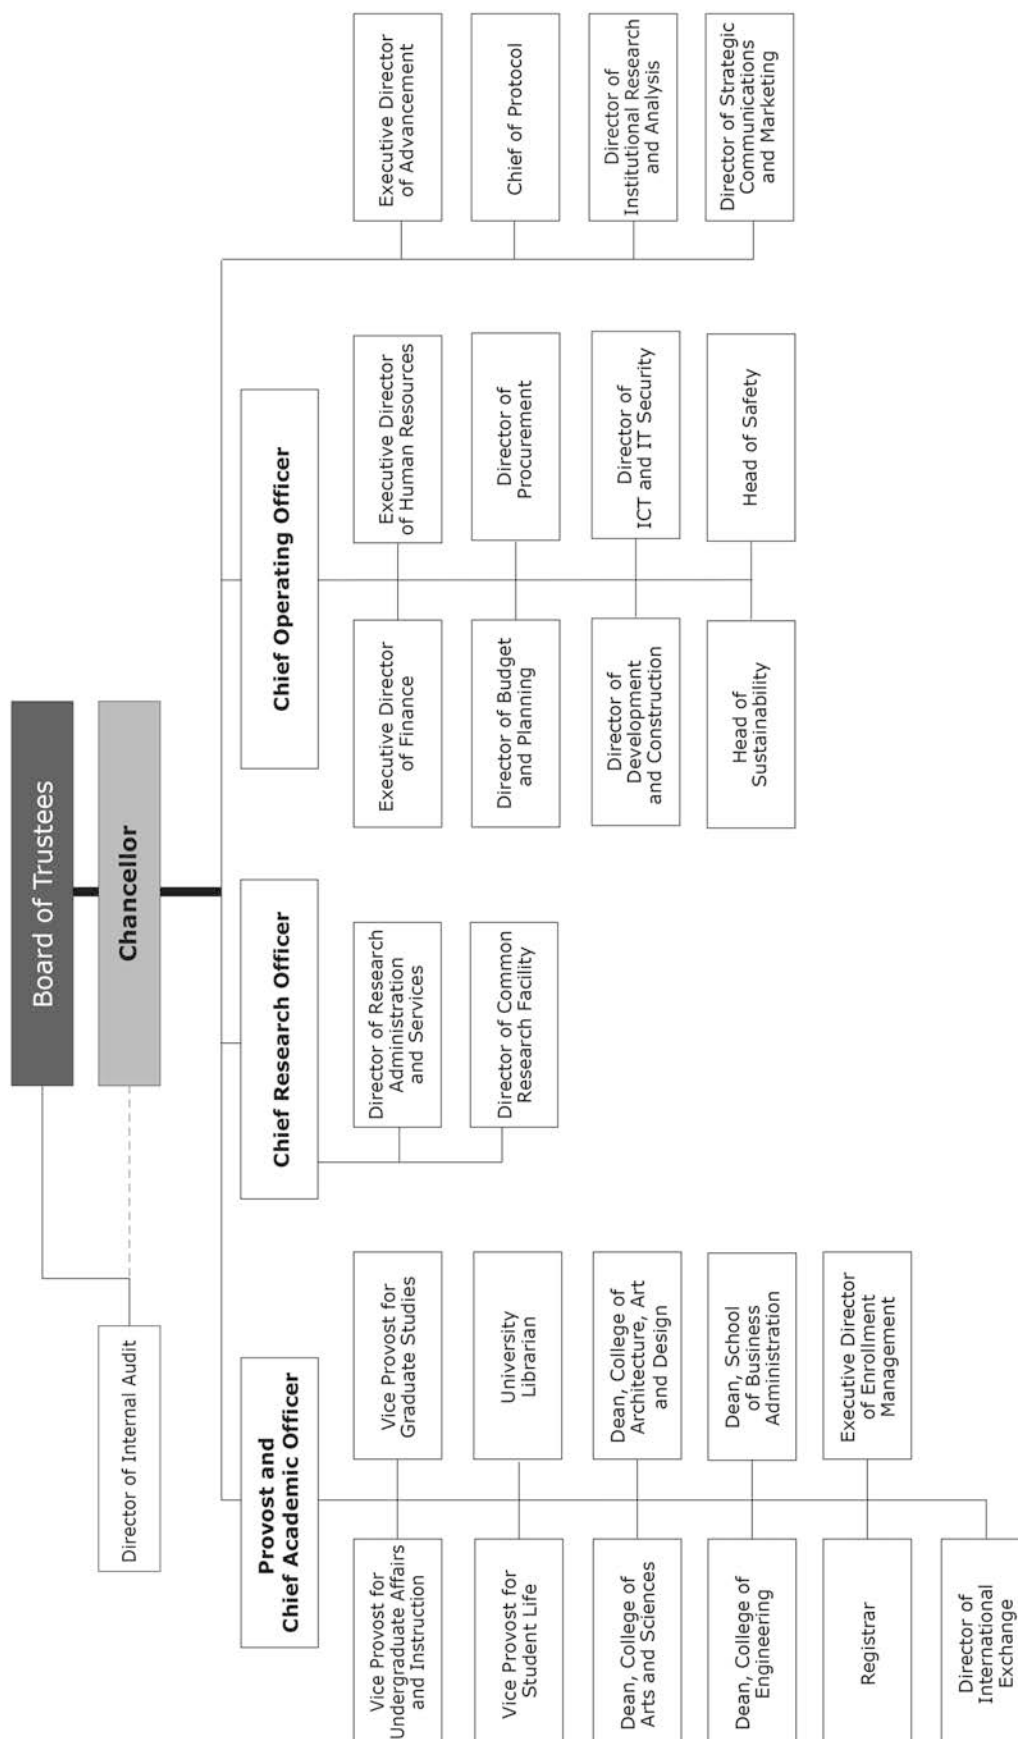 Board of Trustees
Chancellor
Director of Internal Audit
Provost and
Chief Academic Officer
Vice Provost for
Undergraduate Affairs
and Instruction
Vice Provost for
Graduate Studies
Vice Provost for
Student Life
University
Librarian
Dean, College of
Arts and Sciences
Dean, College of
Architecture, Art
and Design
Dean, College of
Engineering
Dean, School
of Business
Administration
Registrar
Executive Director
of Enrollment
Management
Director of
International
Exchange
Chief Research Officer
Director of Research
Administration
and Services
Director of Common
Research Facility
Chief Operating Officer
Executive Director
of Finance
Executive Director
of Human Resources
Director of Budget
and Planning
Director of
Procurement
Director of
Development
and Construction
Director of
ICT and IT Security
Head of
Sustainability
Head of Safety
Executive Director
of Advancement
Chief of Protocol
Director of
Institutional Research
and Analysis
Director of Strategic
Communications
and Marketing